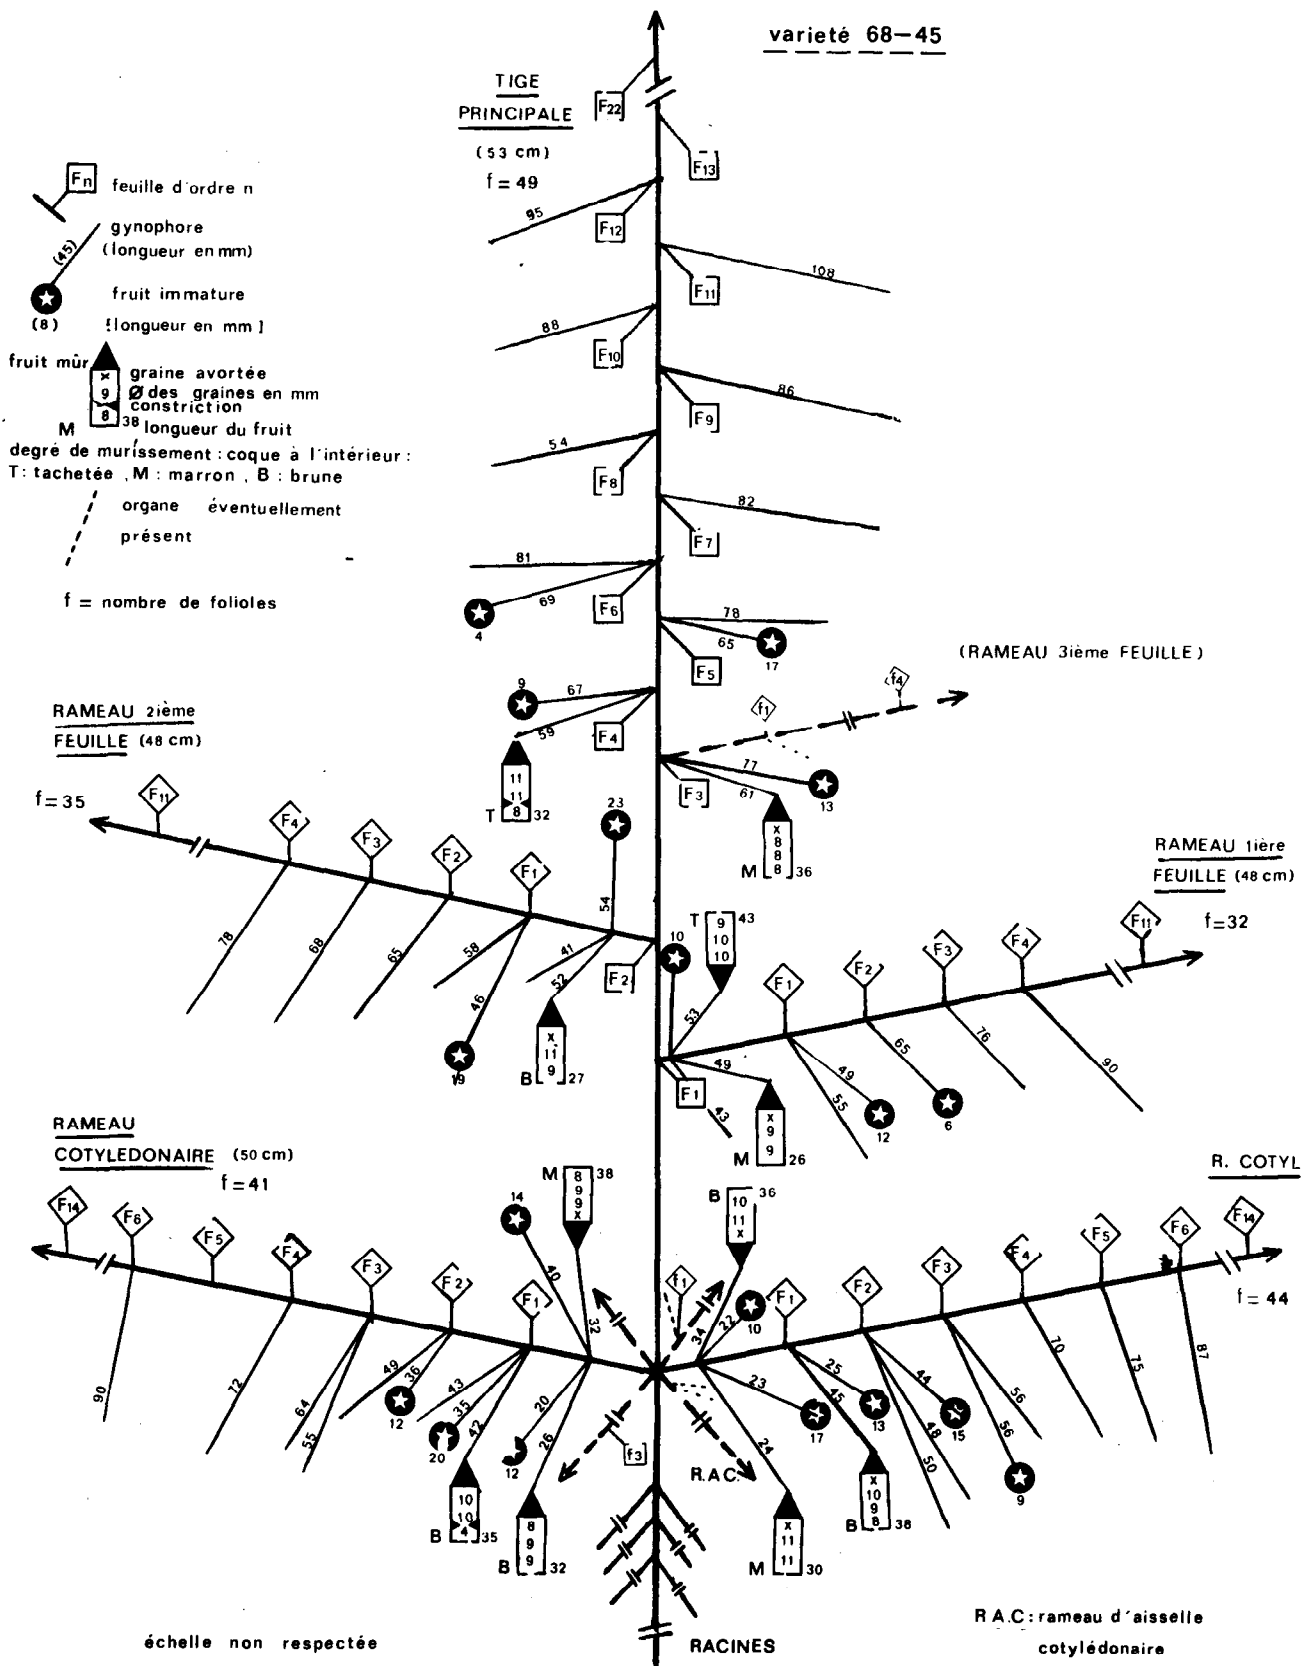 varieté 68-45
TIGE
PRINCIPALE
(53 cm)
f = 49
F22
F13
95
F12
108
F11
88
F10
86
F9
54
F8
82
F7
81
69
4
F6
78
65
17
F5
9
67
59
F4
11
11
8
T
32
Fn
feuille d'ordre n
(45)
gynophore
(longueur en mm)
fruit immature
(8)
[longueur en mm]
fruit mûr
x
9
8
graine avortée
Ø des graines en mm
constriction
M
38
longueur du fruit
degré de murissement : coque à l'intérieur :
T: tachetée , M : marron , B : brune
organe éventuellement
présent
f = nombre de folioles
(RAMEAU 3ième FEUILLE)
f1
f4
77
61
13
F3
x
8
8
8
M
36
RAMEAU 2ième
FEUILLE (48 cm)
f=35
F11
F4
F3
F2
F1
78
68
65
58
46
19
23
54
41
52
F2
x
11
9
B
27
RAMEAU 1ière
FEUILLE (48 cm)
f=32
10
T
9
10
10
43
53
49
43
F1
x
9
9
M
26
F1
F2
F3
F4
F11
49
55
12
65
6
76
90
RAMEAU
COTYLEDONAIRE (50 cm)
f=41
F14
F6
F5
F4
F3
F2
F1
90
72
64
55
49
36
12
43
35
20
42
10
10
4
B
35
14
40
M
8
9
9
x
38
32
20
12
26
8
9
9
B
32
f3
f1
R. COTYL
f=44
B
10
11
x
36
34
22
10
23
17
24
x
11
11
M
30
R.A.C.
F1
F2
F3
F4
F5
F6
F14
25
13
45
x
10
9
8
B
38
44
15
48
50
56
56
9
70
75
87
échelle non respectée
RACINES
R A.C : rameau d'aisselle
cotylédonaire